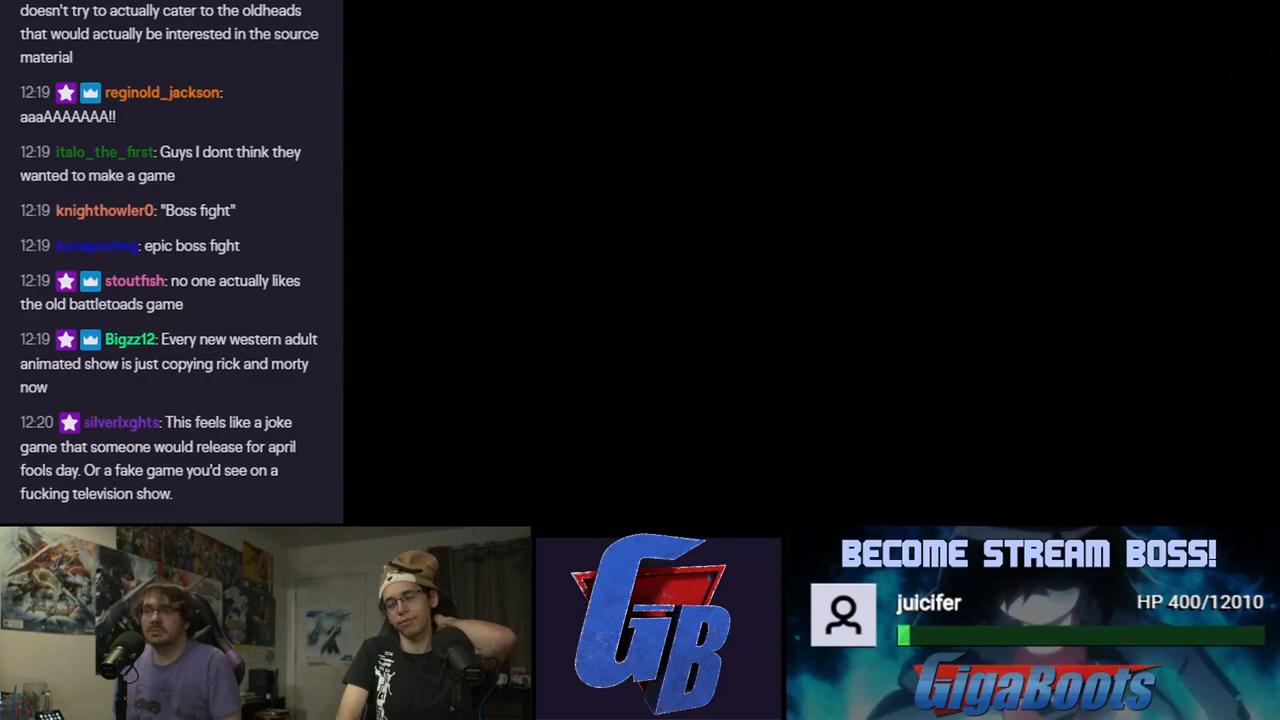 doesn't try to actually cater to the oldheads
that would actually be interested in the source
material
12:19 reginold_jackson:
aaaAAAAAAA!!
12:19 italo_the_first: Guys I dont think they
wanted to make a game
12:19 knighthowler0: "Boss fight"
12:19 konaposting: epic boss fight
12:19 stoutfish: no one actually likes
the old battletoads game
12:19 Bigzz12: Every new western adult
animated show is just copying rick and morty
now
12:20 silverlxghts: This feels like a joke
game that someone would release for april
fools day. Or a fake game you'd see on a
fucking television show.
GB
BECOME STREAM BOSS!
juicifer
HP 400/12010
GIGABOOTS